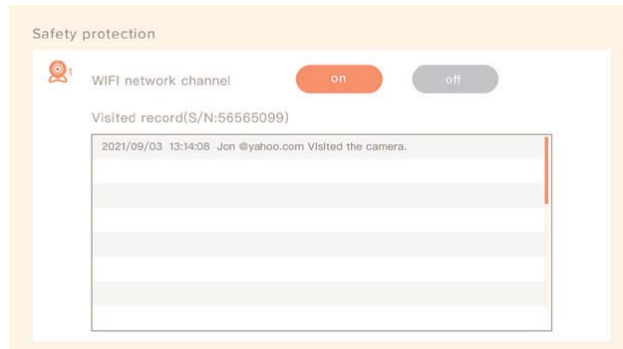 Safety protection
1
WIFI network channel on off
Visited record(S/N:56565099)
2021/09/03 13:14:08 Jon @yahoo.com Visited the camera.